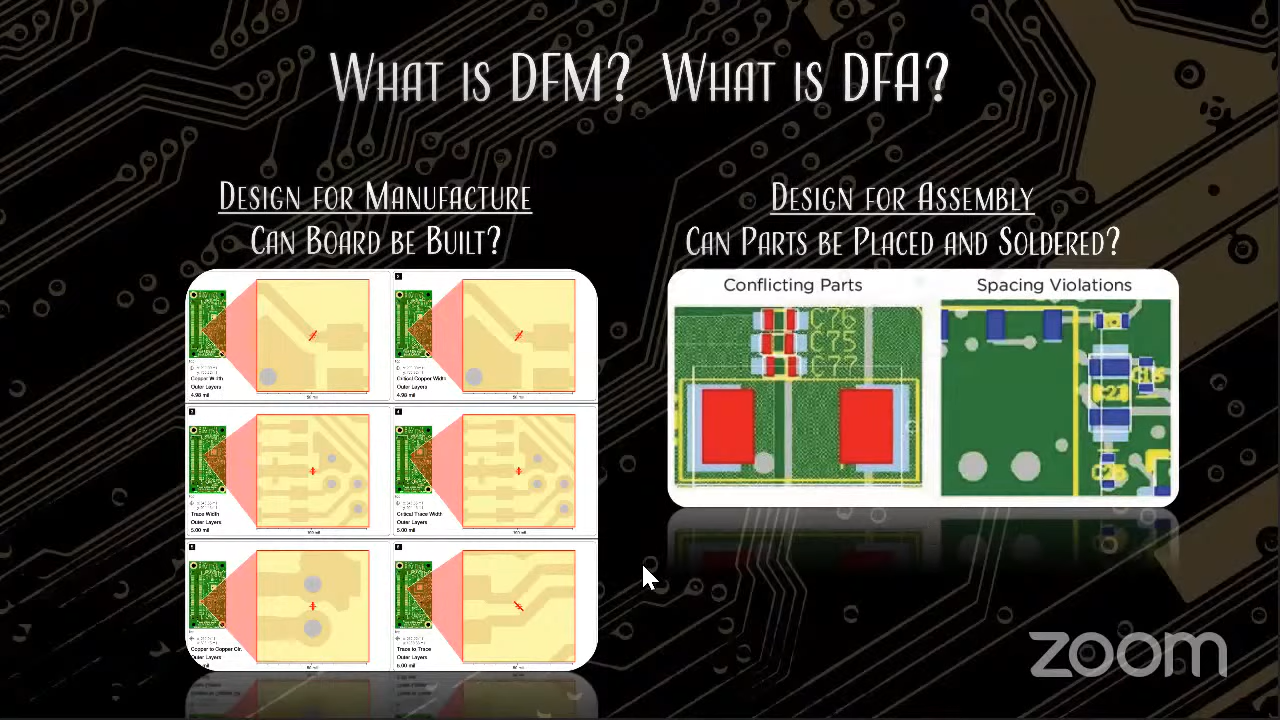 What is DFM? What is DFA?
Design for Manufacture
Can Board be Built?
Design for Assembly
Can Parts be Placed and Soldered?
Copper Width
Outer Layers
4.98 mil
Critical Copper Width
Outer Layers
4.98 mil
Trace Width
Outer Layers
5.00 mil
Critical Trace Width
Outer Layers
5.00 mil
Copper to Copper Clr.
Outer Layers
mil
Trace to Trace
Outer Layers
5.00 mil
Conflicting Parts
C76
C75
C77
Spacing Violations
zoom